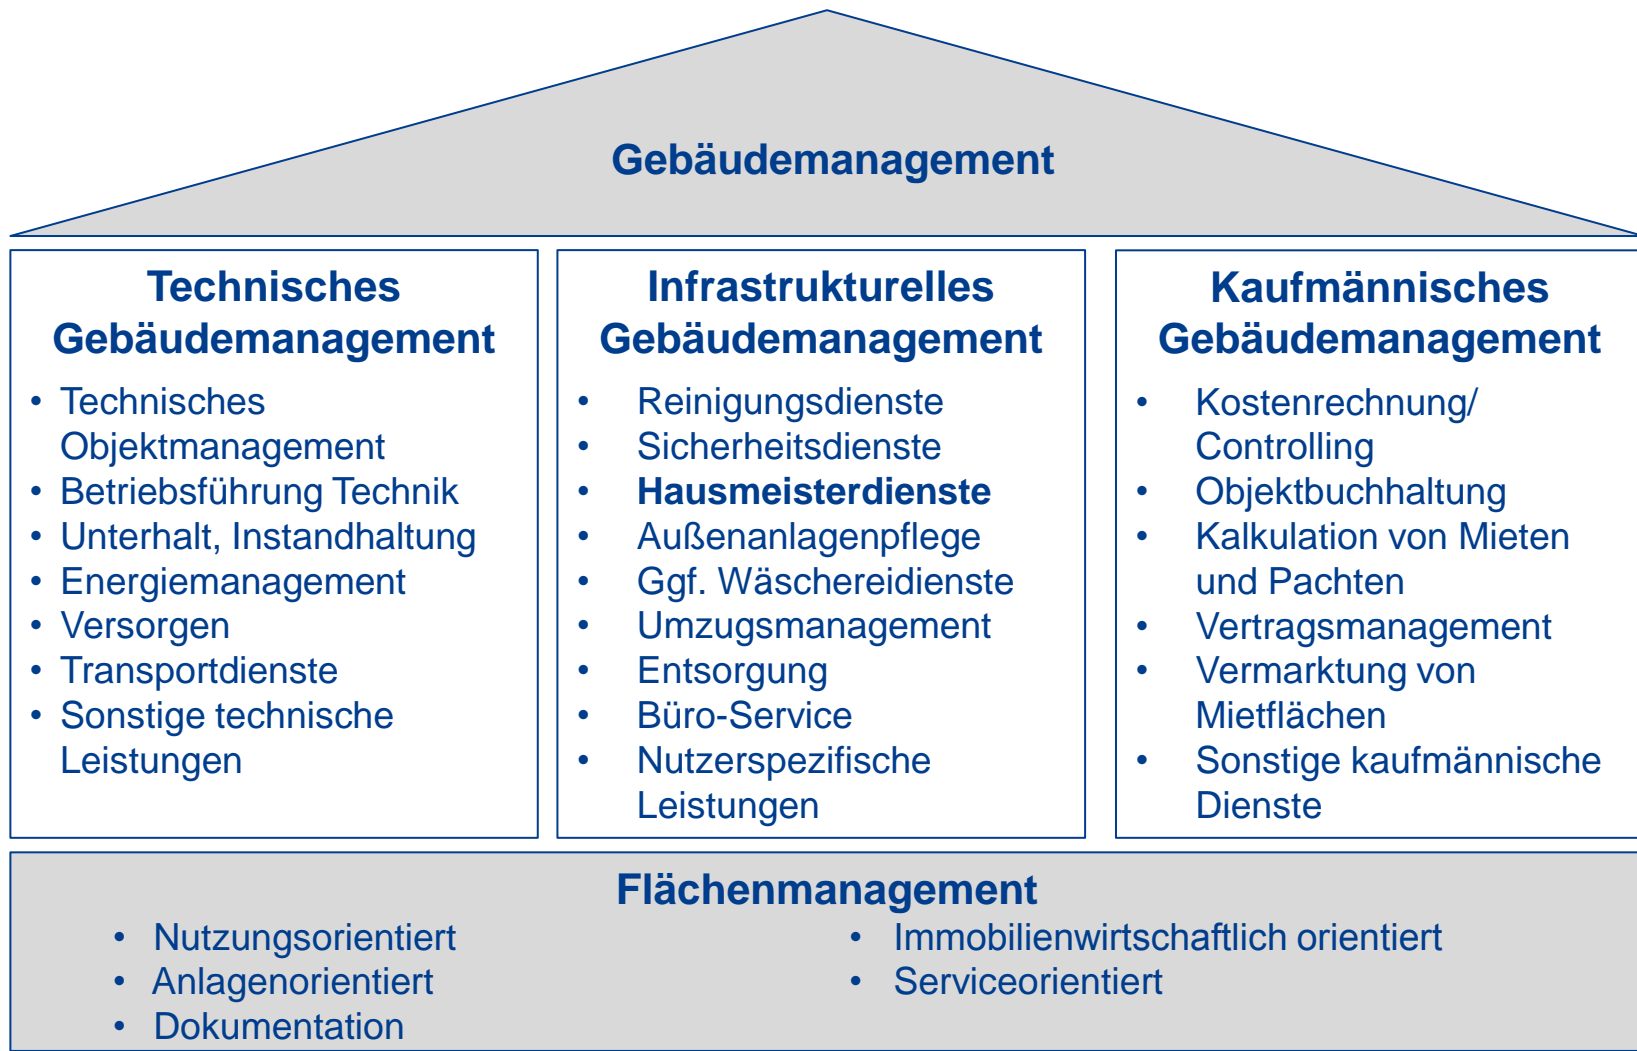 Gebäudemanagement
Technisches
Gebäudemanagement
• Technisches
Objektmanagement
• Betriebsführung Technik
• Unterhalt, Instandhaltung
• Energiemanagement
• Versorgen
• Transportdienste
• Sonstige technische
Leistungen
Infrastrukturelles
Gebäudemanagement
• Reinigungsdienste
• Sicherheitsdienste
• Hausmeisterdienste
• Außenanlagenpflege
• Ggf. Wäschereidienste
• Umzugsmanagement
• Entsorgung
• Büro-Service
• Nutzerspezifische
Leistungen
Kaufmännisches
Gebäudemanagement
• Kostenrechnung/
Controlling
• Objektbuchhaltung
• Kalkulation von Mieten
und Pachten
• Vertragsmanagement
• Vermarktung von
Mietflächen
• Sonstige kaufmännische
Dienste
Flächenmanagement
• Nutzungsorientiert
• Anlagenorientiert
• Dokumentation
• Immobilienwirtschaftlich orientiert
• Serviceorientiert